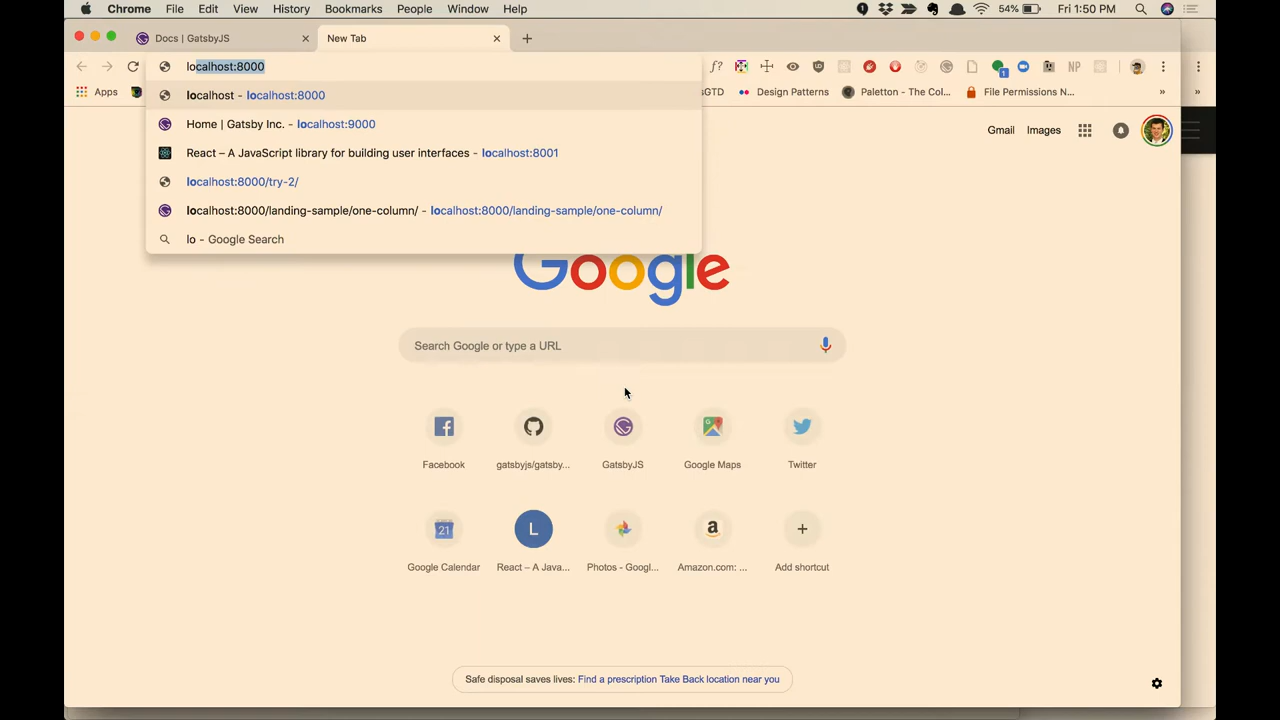 Chrome File Edit View History Bookmarks People Window Help 54% Fri 1:50 PM
Docs | GatsbyJS New Tab
localhost:8000
f?
localhost - localhost:8000
Apps sGTD Design Patterns Paletton - The Col... File Permissions N... » »
NP
1
Home | Gatsby Inc. - localhost:9000
Gmail Images
React – A JavaScript library for building user interfaces - localhost:8001
localhost:8000/try-2/
localhost:8000/landing-sample/one-column/ - localhost:8000/landing-sample/one-column/
lo - Google Search
Google
Search Google or type a URL
Facebook gatsbyjs/gatsby... GatsbyJS Google Maps Twitter
21 L a
Google Calendar React – A Java... Photos - Googl... Amazon.com: ... Add shortcut
Safe disposal saves lives: Find a prescription Take Back location near you